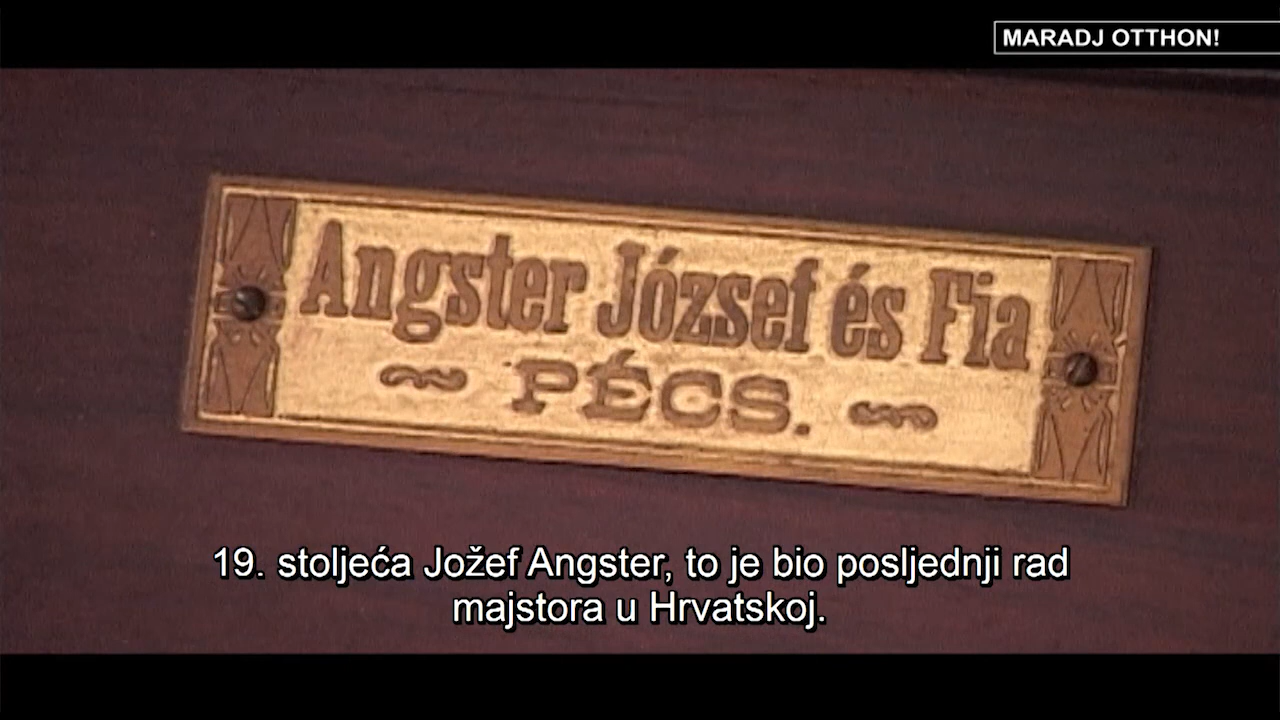 MARADJ OTTHON!
Angster József és Fia
PÉCS.
19. stoljeća Jožef Angster, to je bio posljednji rad
majstora u Hrvatskoj.